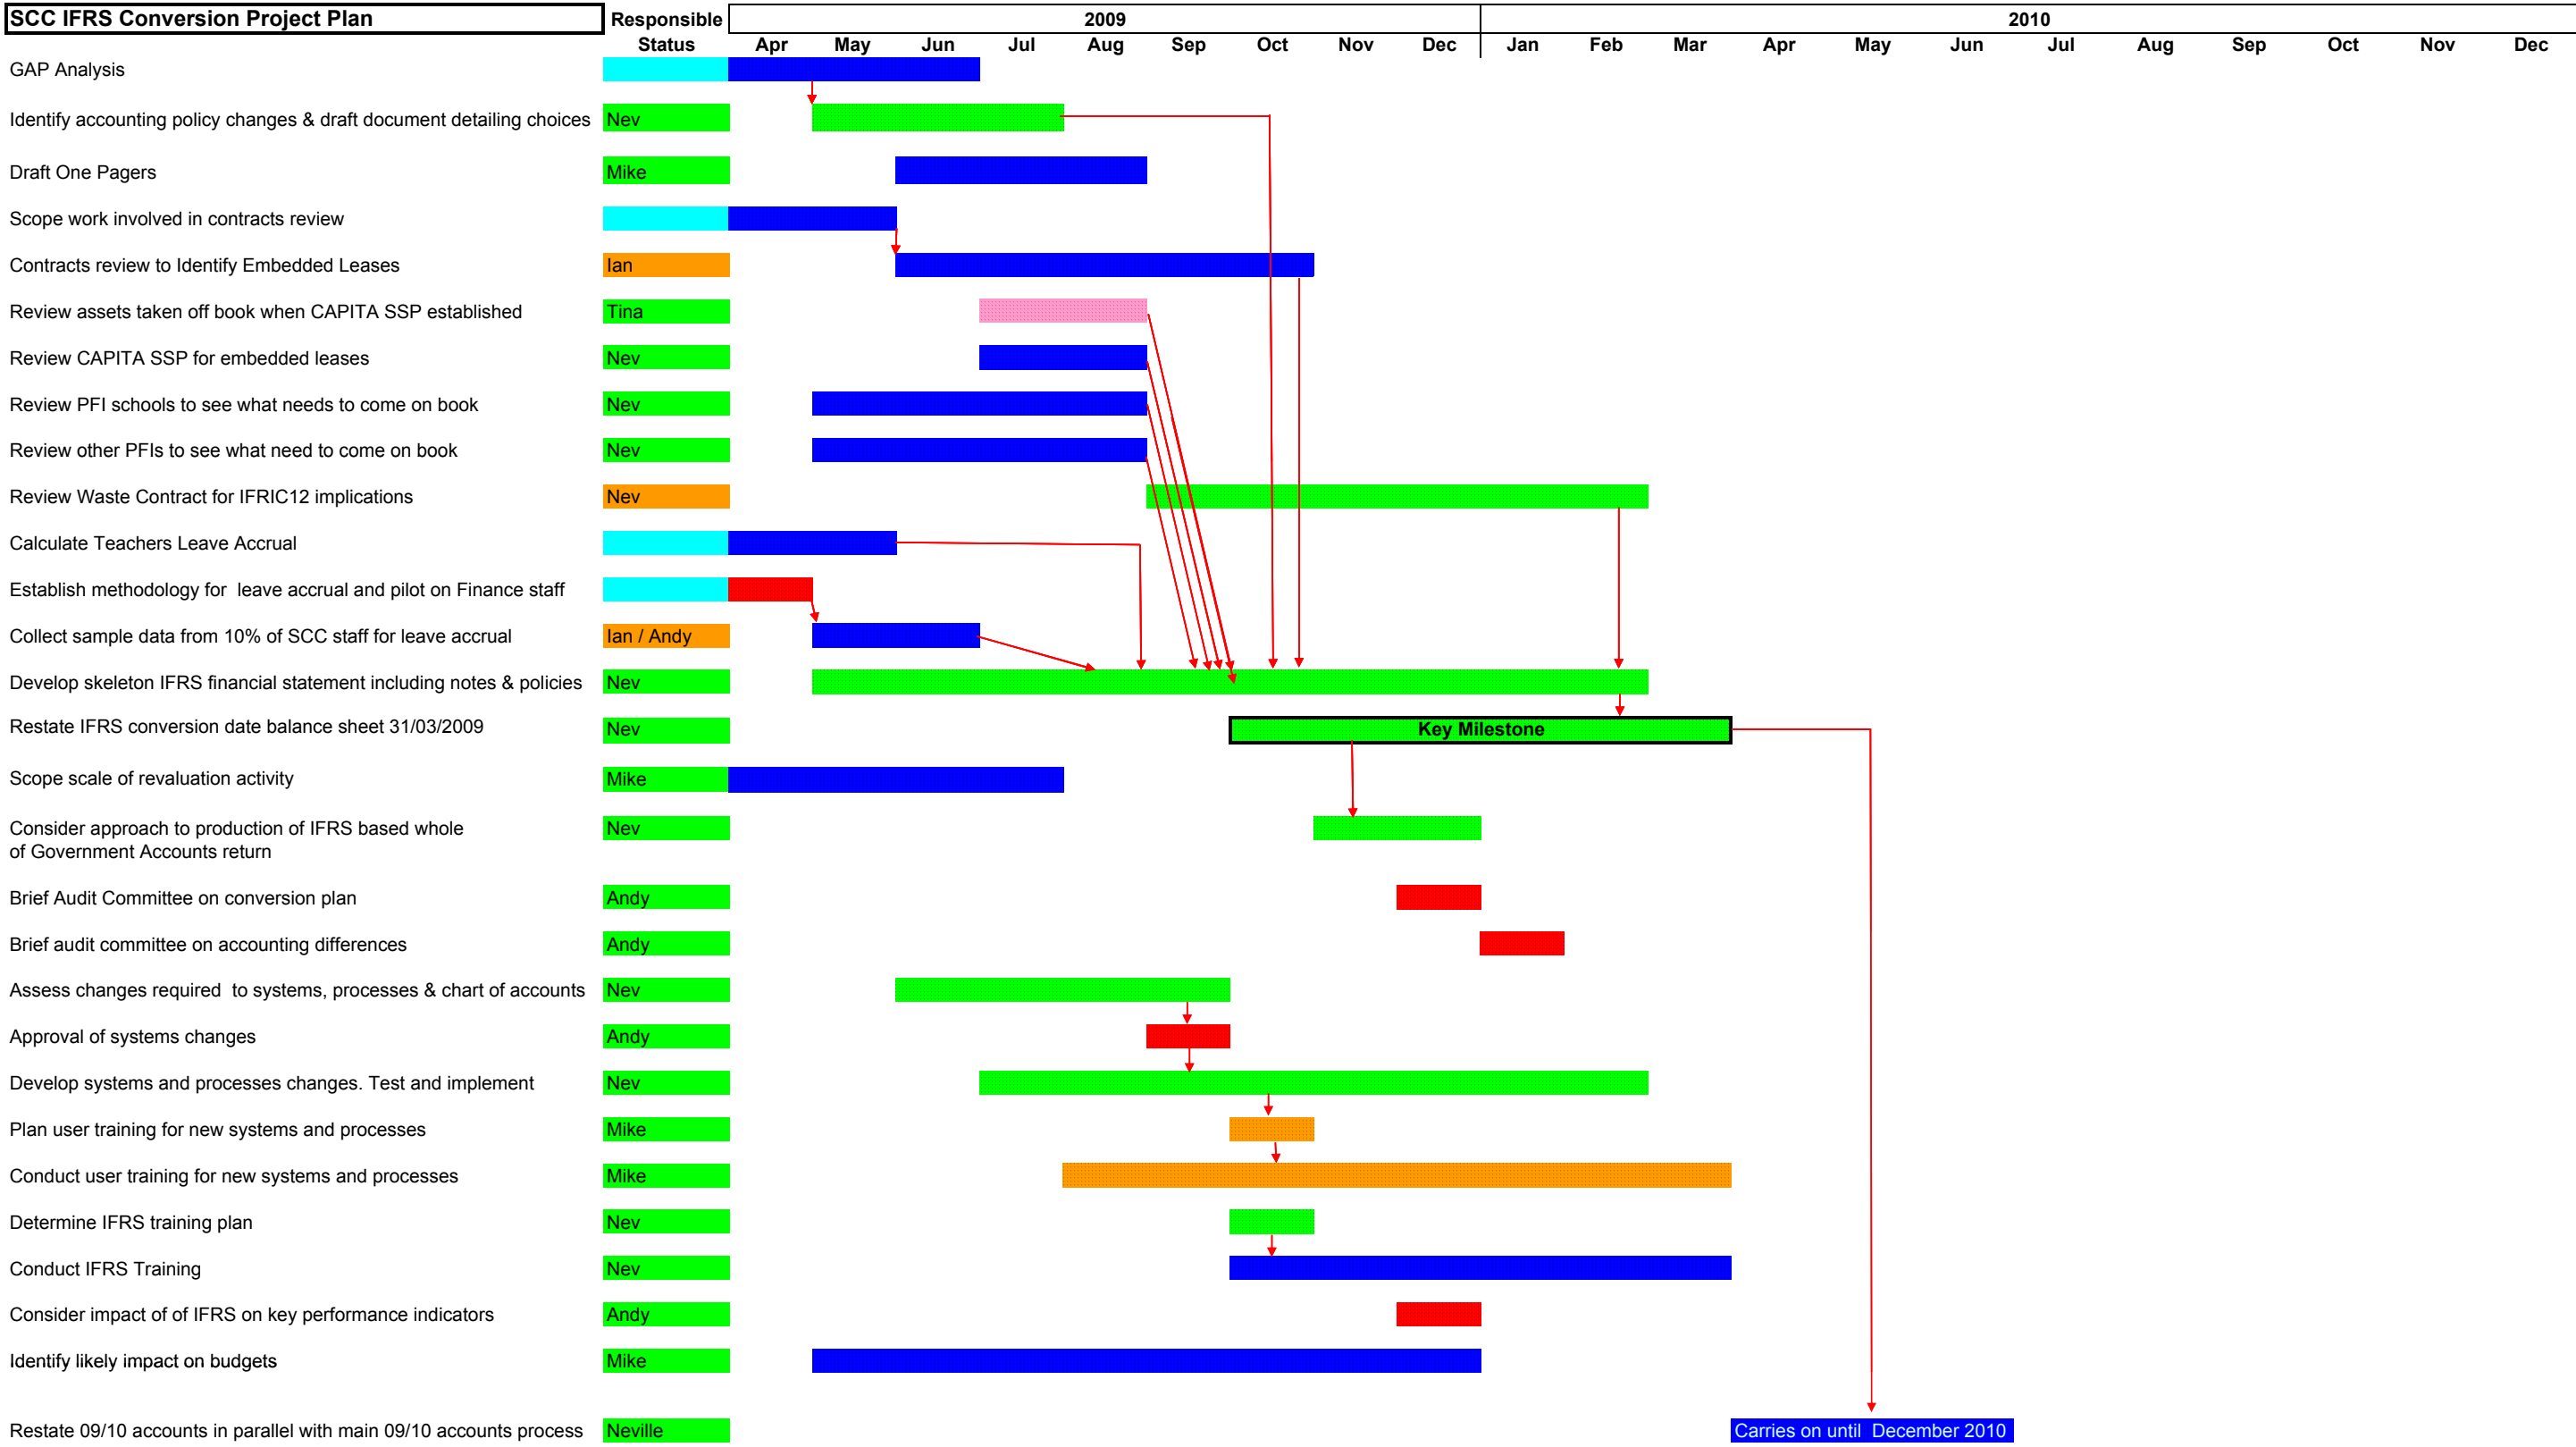 SCC IFRS Conversion Project Plan Responsible 2009 2010
Status Apr May Jun Jul Aug Sep Oct Nov Dec Jan Feb Mar Apr May Jun Jul Aug Sep Oct Nov Dec
GAP Analysis
Identify accounting policy changes & draft document detailing choices Nev
Draft One Pagers Mike
Scope work involved in contracts review
Contracts review to Identify Embedded Leases Ian
Review assets taken off book when CAPITA SSP established Tina
Review CAPITA SSP for embedded leases Nev
Review PFI schools to see what needs to come on book Nev
Review other PFIs to see what need to come on book Nev
Review Waste Contract for IFRIC12 implications Nev
Calculate Teachers Leave Accrual
Establish methodology for leave accrual and pilot on Finance staff
Collect sample data from 10% of SCC staff for leave accrual Ian / Andy
Develop skeleton IFRS financial statement including notes & policies Nev
Restate IFRS conversion date balance sheet 31/03/2009 Nev Key Milestone
Scope scale of revaluation activity Mike
Consider approach to production of IFRS based whole Nev
of Government Accounts return
Brief Audit Committee on conversion plan Andy
Brief audit committee on accounting differences Andy
Assess changes required to systems, processes & chart of accounts Nev
Approval of systems changes Andy
Develop systems and processes changes. Test and implement Nev
Plan user training for new systems and processes Mike
Conduct user training for new systems and processes Mike
Determine IFRS training plan Nev
Conduct IFRS Training Nev
Consider impact of of IFRS on key performance indicators Andy
Identify likely impact on budgets Mike
Restate 09/10 accounts in parallel with main 09/10 accounts process Neville Carries on until December 2010